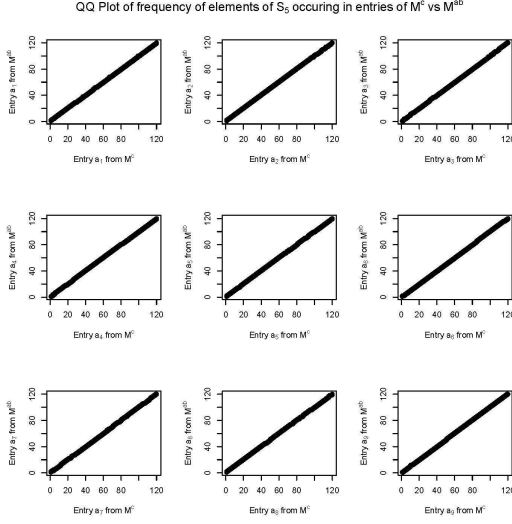 QQ Plot of frequency of elements of S₅ occuring in entries of Mᶜ vs Mᵃᵇ
Entry a₁ from Mᵃᵇ
0 40 80 120
0 20 40 60 80 120
Entry a₁ from Mᶜ
Entry a₂ from Mᵃᵇ
0 40 80 120
0 20 40 60 80 120
Entry a₂ from Mᶜ
Entry a₃ from Mᵃᵇ
0 40 80 120
0 20 40 60 80 120
Entry a₃ from Mᶜ
Entry a₄ from Mᵃᵇ
0 40 80 120
0 20 40 60 80 120
Entry a₄ from Mᶜ
Entry a₅ from Mᵃᵇ
0 40 80 120
0 20 40 60 80 120
Entry a₅ from Mᶜ
Entry a₆ from Mᵃᵇ
0 40 80 120
0 20 40 60 80 120
Entry a₆ from Mᶜ
Entry a₇ from Mᵃᵇ
0 40 80 120
0 20 40 60 80 120
Entry a₇ from Mᶜ
Entry a₈ from Mᵃᵇ
0 40 80 120
0 20 40 60 80 120
Entry a₈ from Mᶜ
Entry a₉ from Mᵃᵇ
0 40 80 120
0 20 40 60 80 120
Entry a₉ from Mᶜ